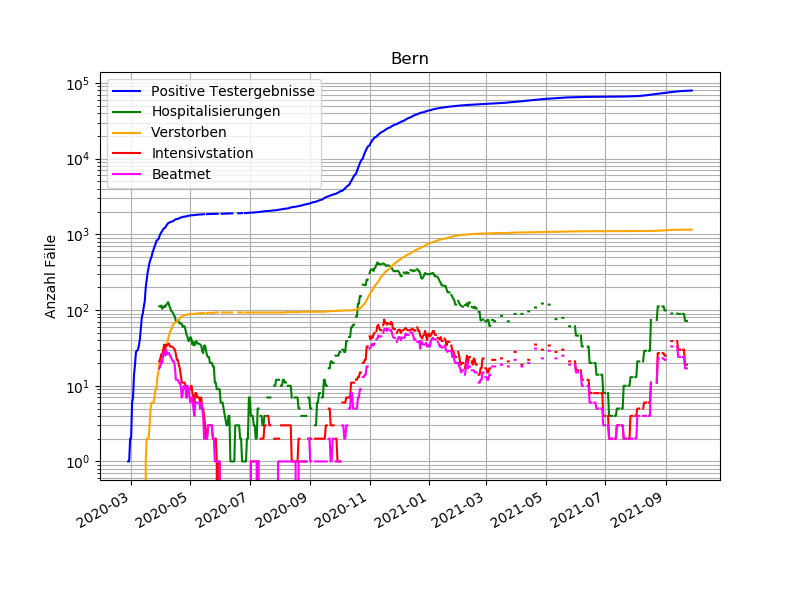 Bern
Positive Testergebnisse
Hospitalisierungen
Verstorben
Intensivstation
Beatmet
Anzahl Fälle
10^5
10^4
10^3
10^2
10^1
10^0
2020-03 2020-05 2020-07 2020-09 2020-11 2021-01 2021-03 2021-05 2021-07 2021-09